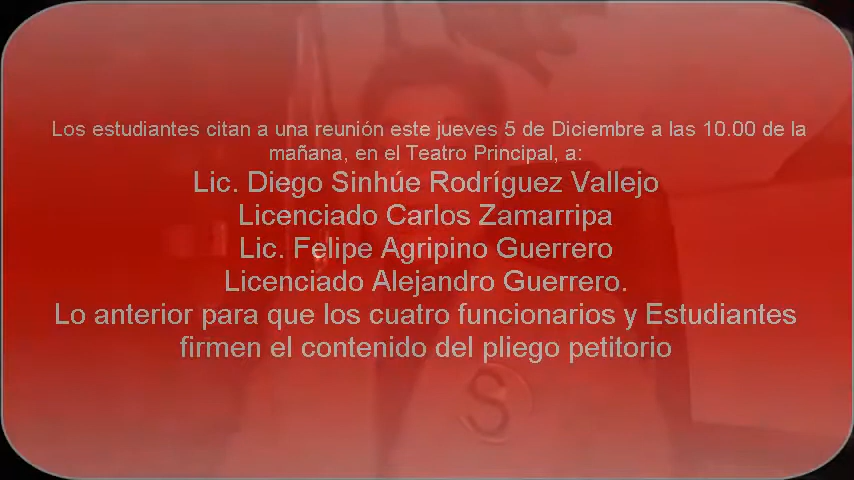 Los estudiantes citan a una reunión este jueves 5 de Diciembre a las 10.00 de la
mañana, en el Teatro Principal, a:
Lic. Diego Sinhúe Rodríguez Vallejo
Licenciado Carlos Zamarripa
Lic. Felipe Agripino Guerrero
Licenciado Alejandro Guerrero.
Lo anterior para que los cuatro funcionarios y Estudiantes
firmen el contenido del pliego petitorio
S